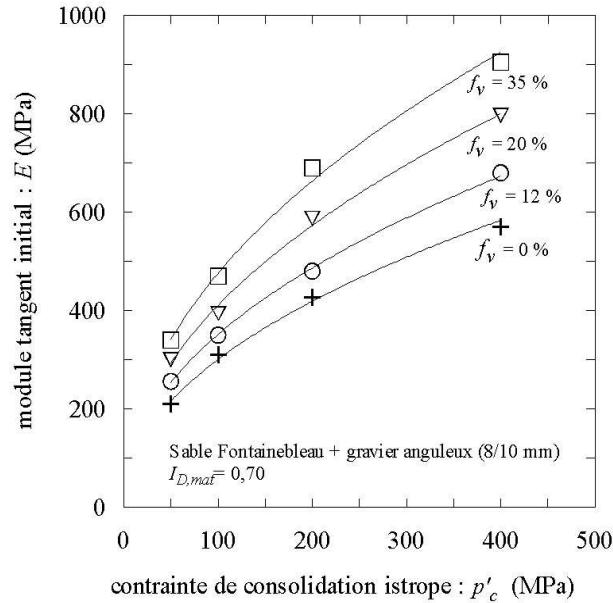 1000
800
600
400
200
0
module tangent initial : E (MPa)
f_v = 35 %
f_v = 20 %
f_v = 12 %
f_v = 0 %
Sable Fontainebleau + gravier anguleux (8/10 mm)
I_D,mat = 0,70
0 100 200 300 400 500
contrainte de consolidation istrope : p'_c (MPa)